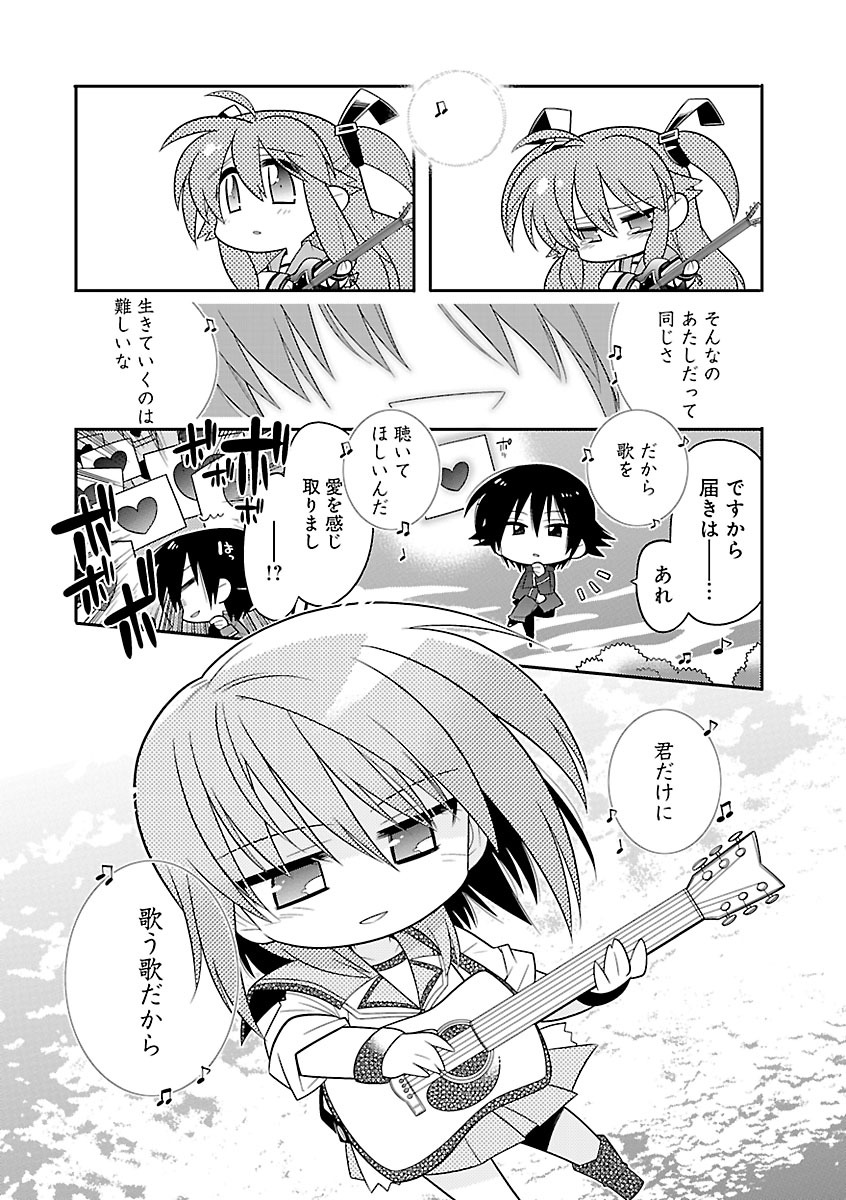 そんなの
あたしだって
同じさ
生きていくのは
難しいな
ですから
届きは──…
あれ
だから
歌を
ポ
聴いて
ほしいんだ
愛を感じ
取りまし
──!?
ボボボ
はっ
ボボボ
君だけに
歌う歌だから